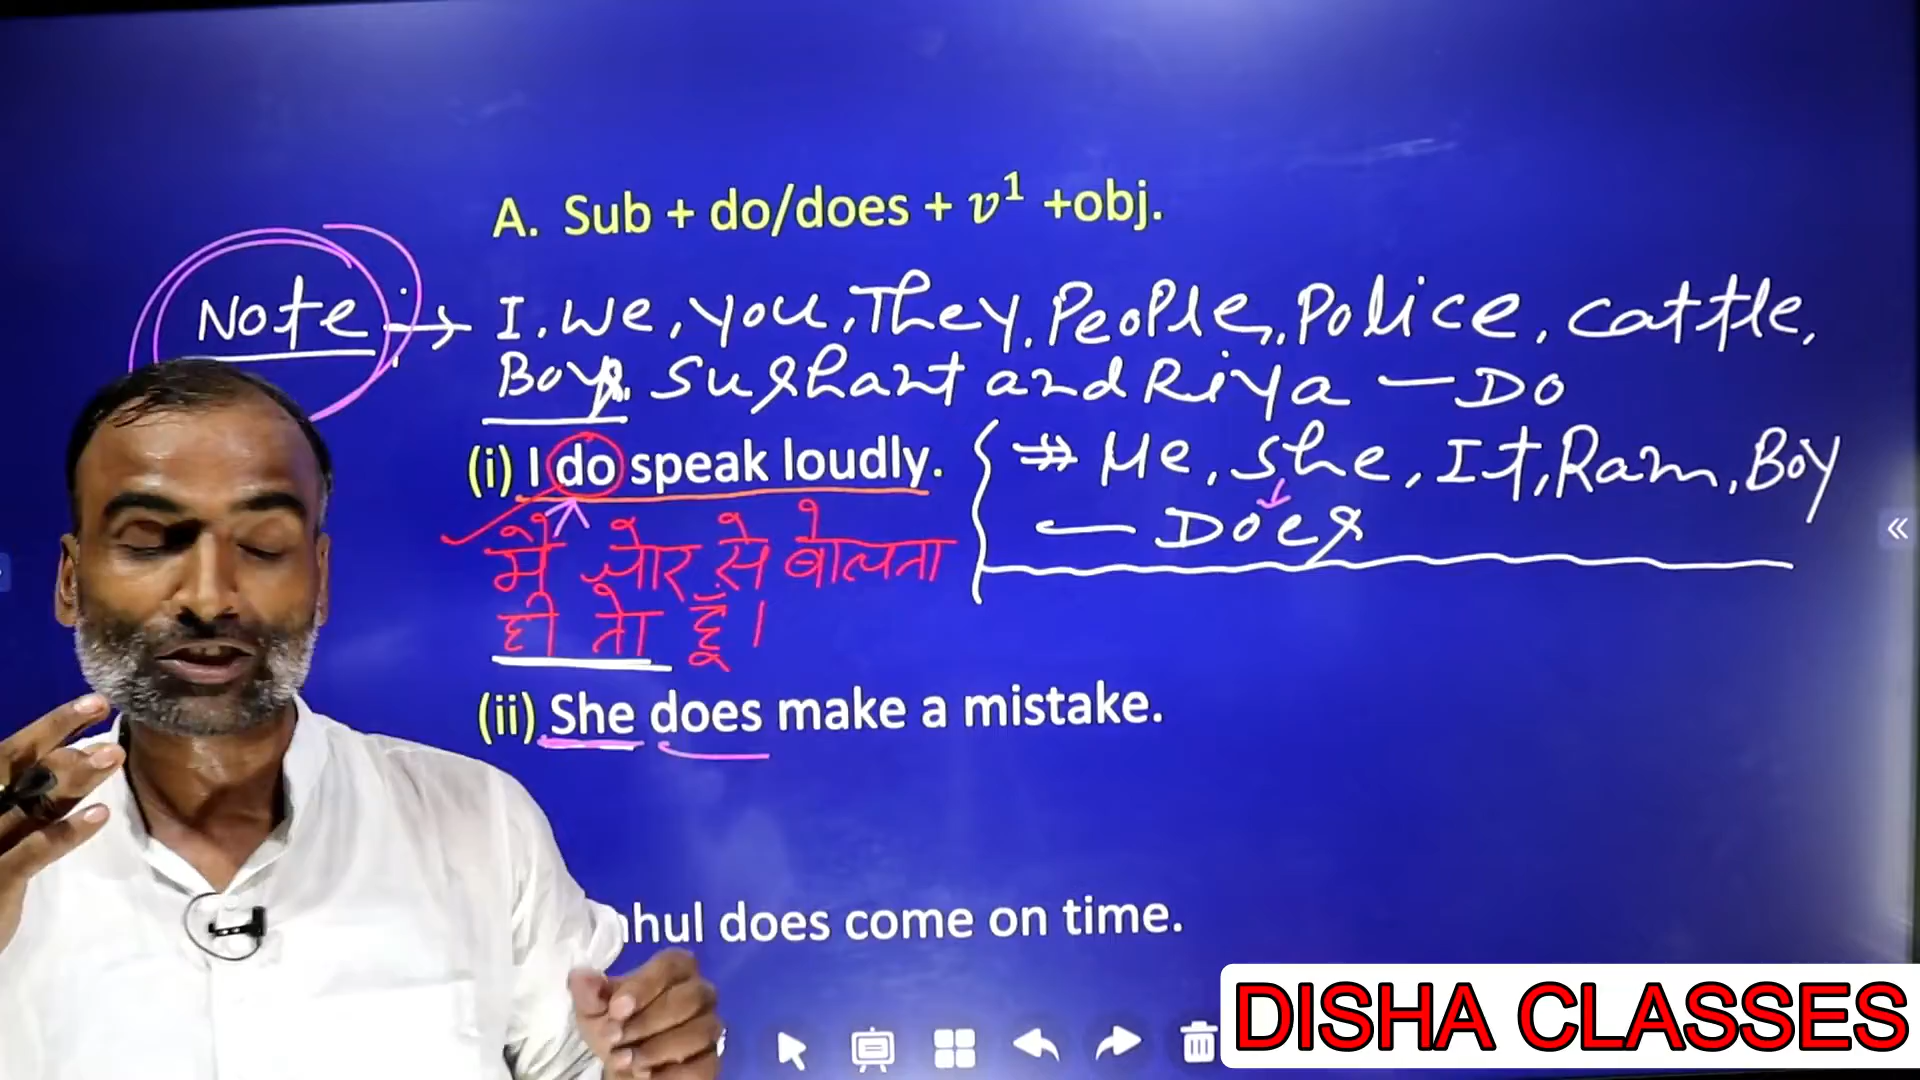 A. Sub + do/does + v¹ +obj.
Note :→ I, We, you, They, People, Police, Cattle,
Boys, Sushant and Riya — Do
(i) I do speak loudly.
⇻ He, She, It, Ram, Boy
— Does
मैं ज़ोर से बोलता
ही तो हूँ।
(ii) She does make a mistake.
hul does come on time.
DISHA CLASSES